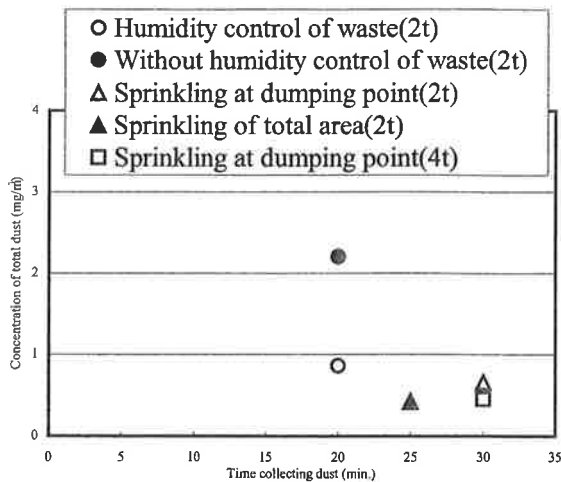 Humidity control of waste(2t)
Without humidity control of waste(2t)
Sprinkling at dumping point(2t)
Sprinkling of total area(2t)
Sprinkling at dumping point(4t)
Concentration of total dust (mg/㎥)
4
3
2
1
0
0 5 10 15 20 25 30 35
Time collecting dust (min.)